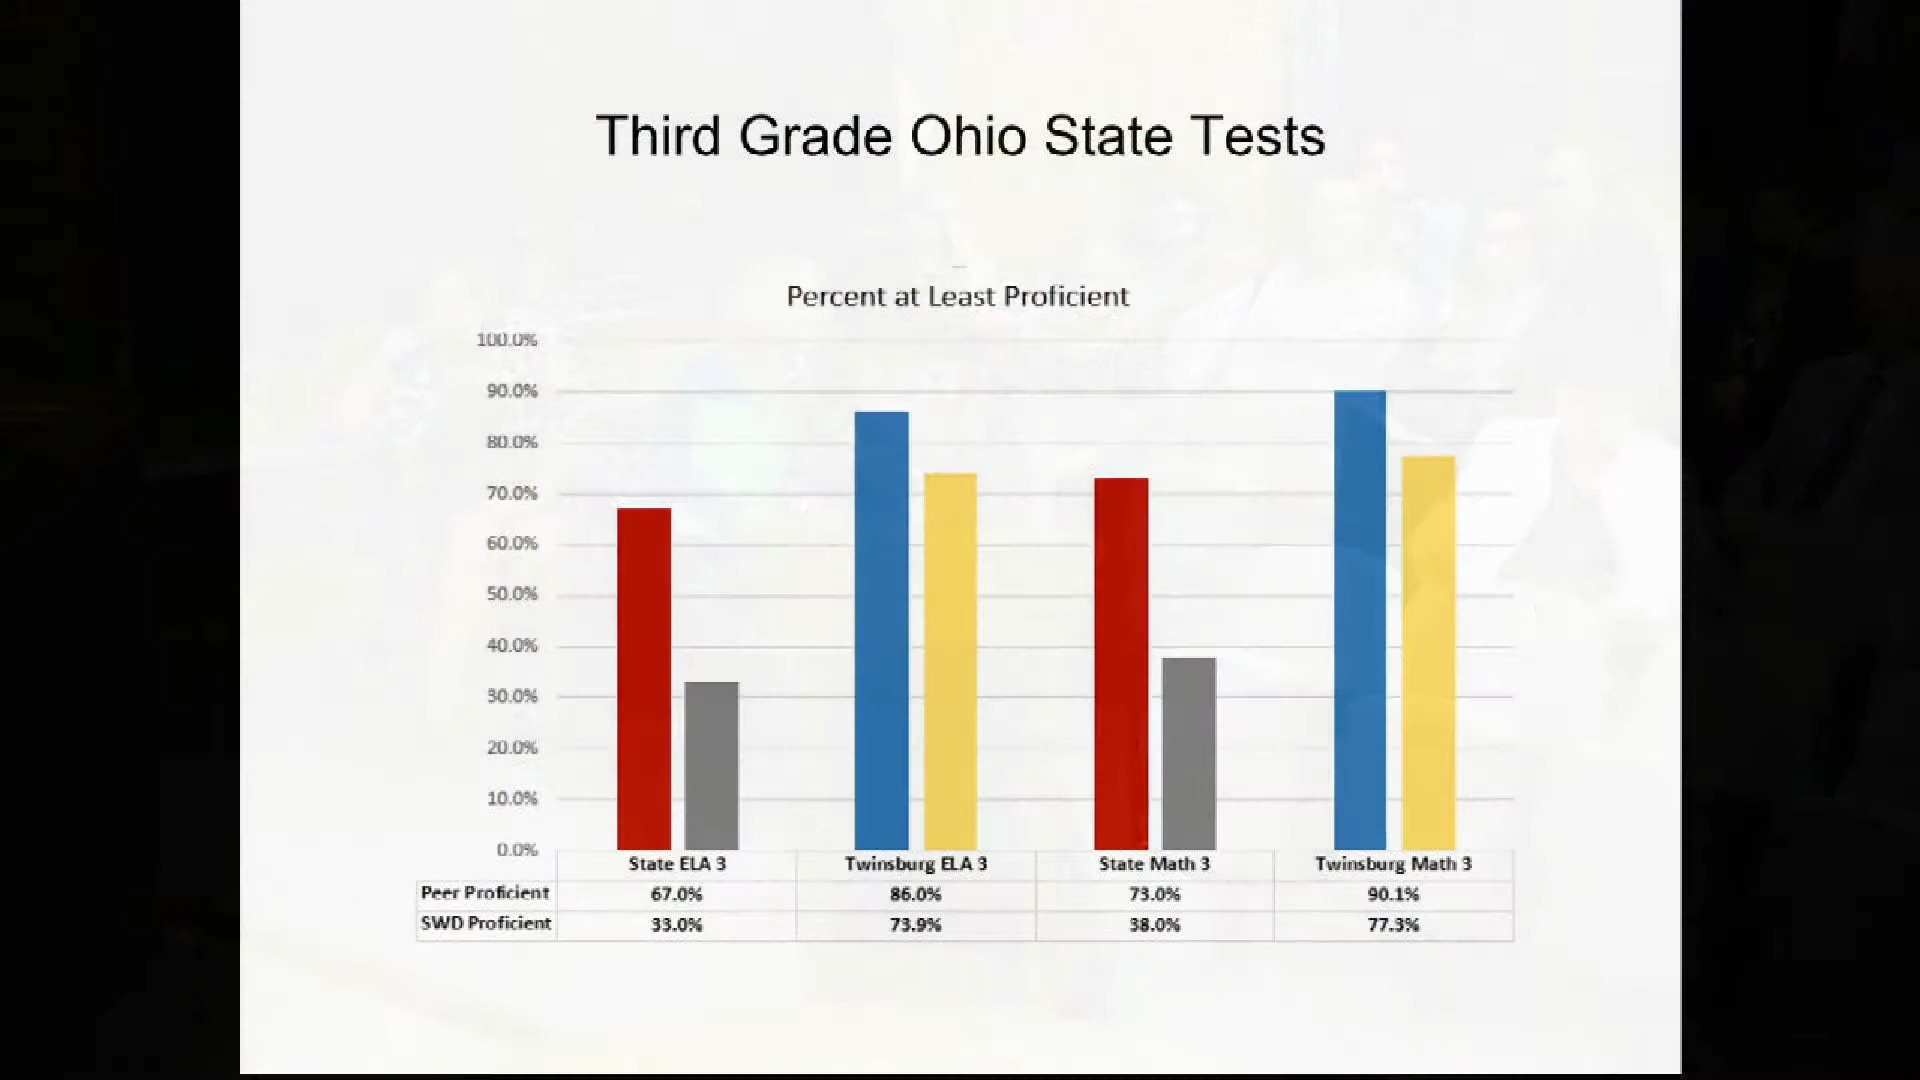 Third Grade Ohio State Tests
Percent at Least Proficient
100.0%
90.0%
80.0%
70.0%
60.0%
50.0%
40.0%
30.0%
20.0%
10.0%
0.0%
State ELA 3 Twinsburg ELA 3 State Math 3 Twinsburg Math 3
Peer Proficient 67.0% 86.0% 73.0% 90.1%
SWD Proficient 33.0% 73.9% 38.0% 77.3%